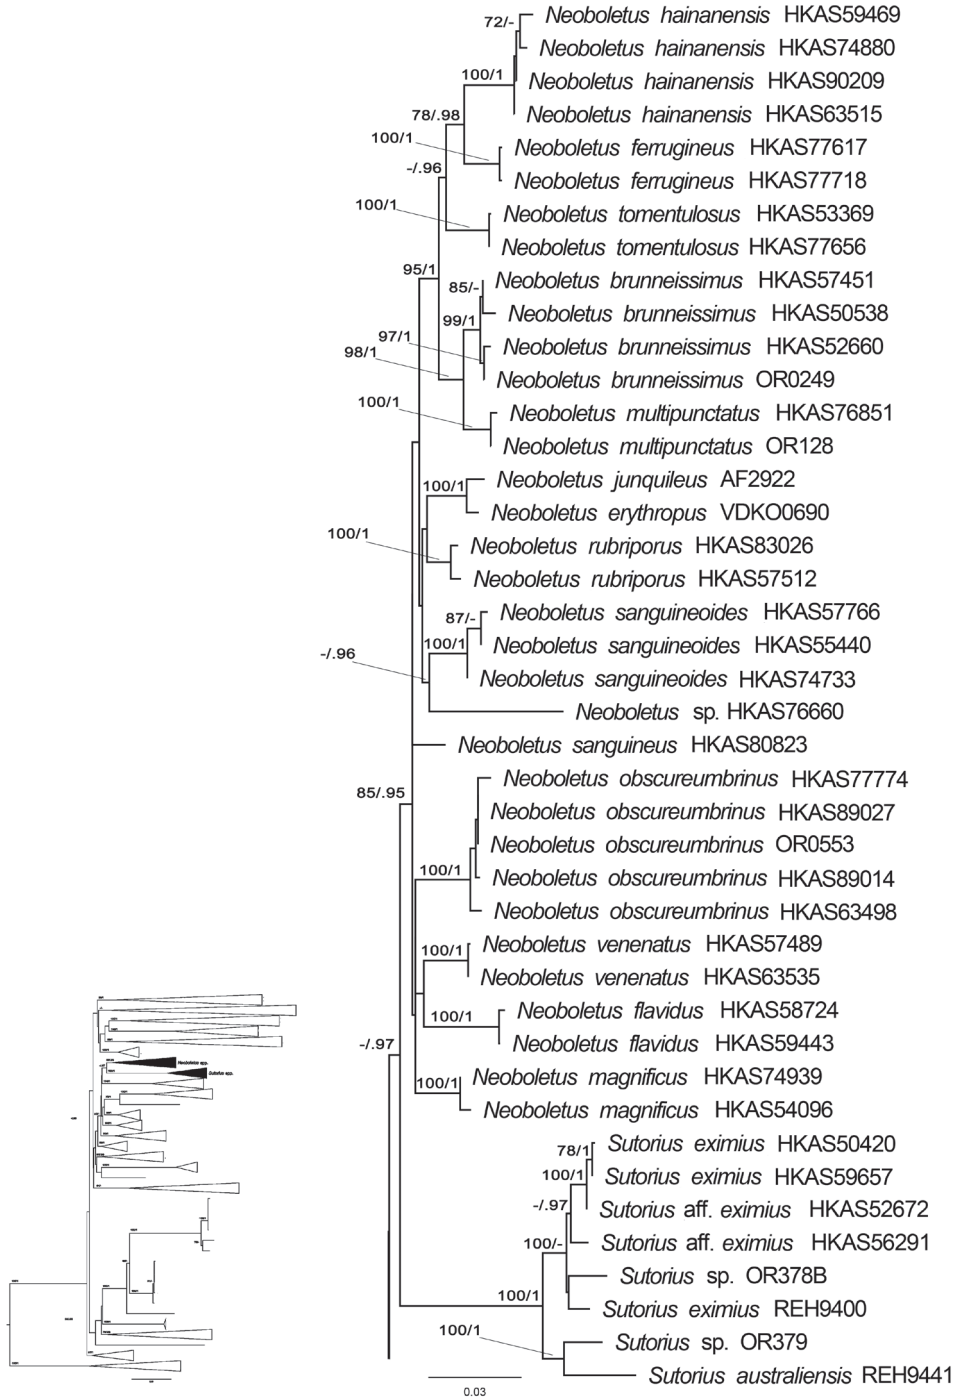 72/-
Neoboletus hainanensis HKAS59469
Neoboletus hainanensis HKAS74880
100/1
Neoboletus hainanensis HKAS90209
Neoboletus hainanensis HKAS63515
78/.98
100/1
Neoboletus ferrugineus HKAS77617
-/.96
Neoboletus ferrugineus HKAS77718
100/1
Neoboletus tomentulosus HKAS53369
Neoboletus tomentulosus HKAS77656
95/1
Neoboletus brunneissimus HKAS57451
85/-
Neoboletus brunneissimus HKAS50538
99/1
97/1
Neoboletus brunneissimus HKAS52660
98/1
Neoboletus brunneissimus OR0249
100/1
Neoboletus multipunctatus HKAS76851
Neoboletus multipunctatus OR128
Neoboletus junquileus AF2922
100/1
Neoboletus erythropus VDKO0690
100/1
Neoboletus rubriporus HKAS83026
Neoboletus rubriporus HKAS57512
Neoboletus sanguineoides HKAS57766
87/-
100/1
Neoboletus sanguineoides HKAS55440
-/.96
Neoboletus sanguineoides HKAS74733
Neoboletus sp. HKAS76660
Neoboletus sanguineus HKAS80823
Neoboletus obscureumbrinus HKAS77774
85/.95
Neoboletus obscureumbrinus HKAS89027
Neoboletus obscureumbrinus OR0553
100/1
Neoboletus obscureumbrinus HKAS89014
Neoboletus obscureumbrinus HKAS63498
Neoboletus venenatus HKAS57489
100/1
Neoboletus venenatus HKAS63535
Neoboletus flavidus HKAS58724
100/1
-/.97
Neoboletus flavidus HKAS59443
Neoboletus magnificus HKAS74939
100/1
Neoboletus magnificus HKAS54096
Sutorius eximius HKAS50420
78/1
100/1
Sutorius eximius HKAS59657
-/.97
Sutorius aff. eximius HKAS52672
100/-
Sutorius aff. eximius HKAS56291
Sutorius sp. OR378B
100/1
Sutorius eximius REH9400
100/1
Sutorius sp. OR379
Sutorius australiensis REH9441
0.03
Neoboletus spp.
Sutorius spp.